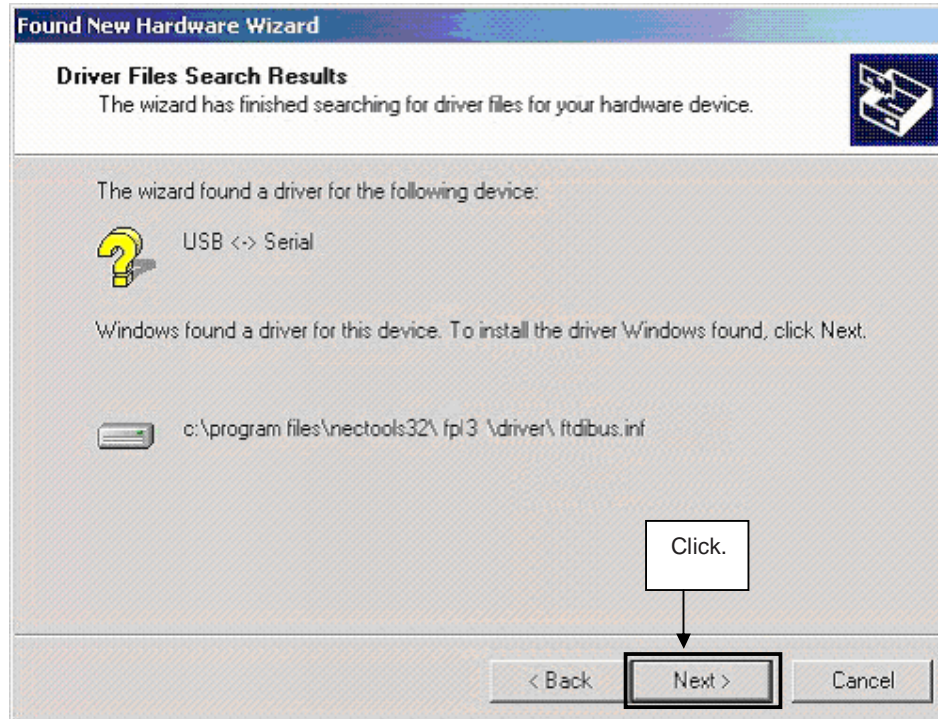 Found New Hardware Wizard
Driver Files Search Results
The wizard has finished searching for driver files for your hardware device.
The wizard found a driver for the following device:
USB <-> Serial
Windows found a driver for this device. To install the driver Windows found, click Next.
c:\program files\nectools32\ fpl3 \driver\ ftdibus.inf
Click.
< Back
Next >
Cancel